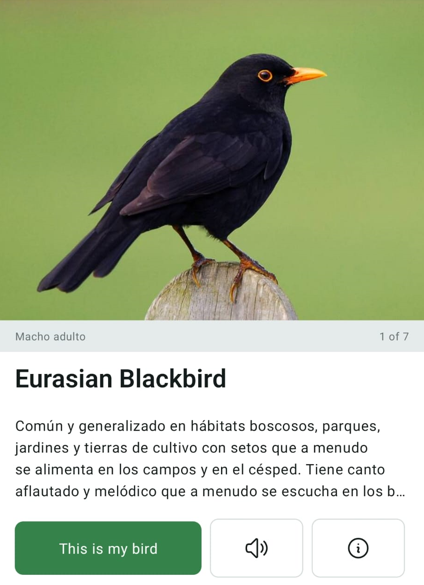 Macho adulto
1 of 7
Eurasian Blackbird
Común y generalizado en hábitats boscosos, parques,
jardines y tierras de cultivo con setos que a menudo
se alimenta en los campos y en el césped. Tiene canto
aflautado y melódico que a menudo se escucha en los b…
This is my bird